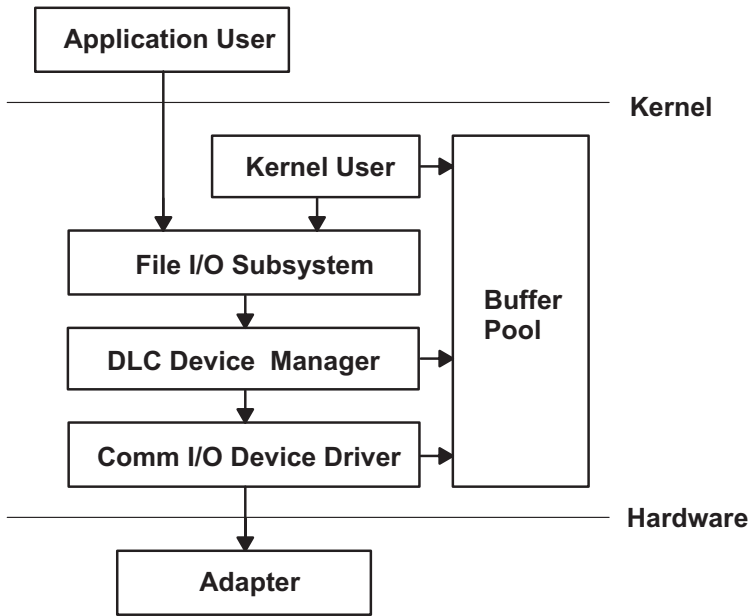 Application User
Kernel
Kernel User
File I/O Subsystem
Buffer
Pool
DLC Device Manager
Comm I/O Device Driver
Hardware
Adapter